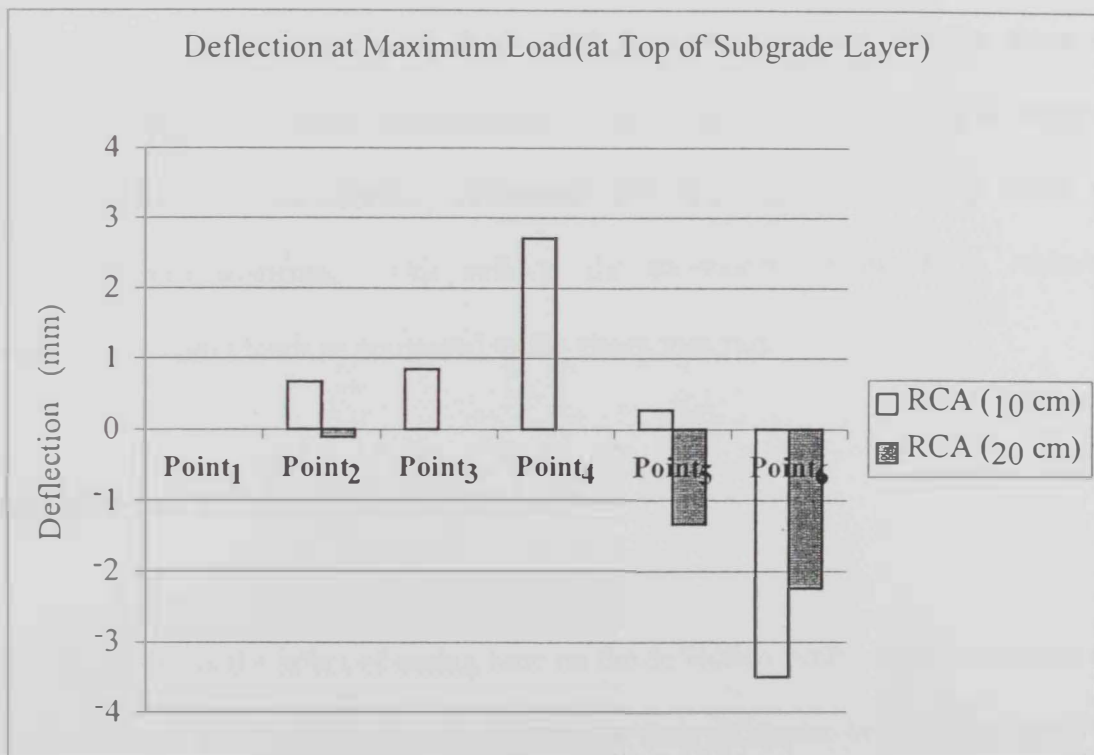 Deflection at Maximum Load(at Top of Subgrade Layer)
4
3
2
1
0
-1
-2
-3
-4
Deflection (mm)
Point1 Point2 Point3 Point4 Point5 Point6
RCA (10 cm)
RCA (20 cm)